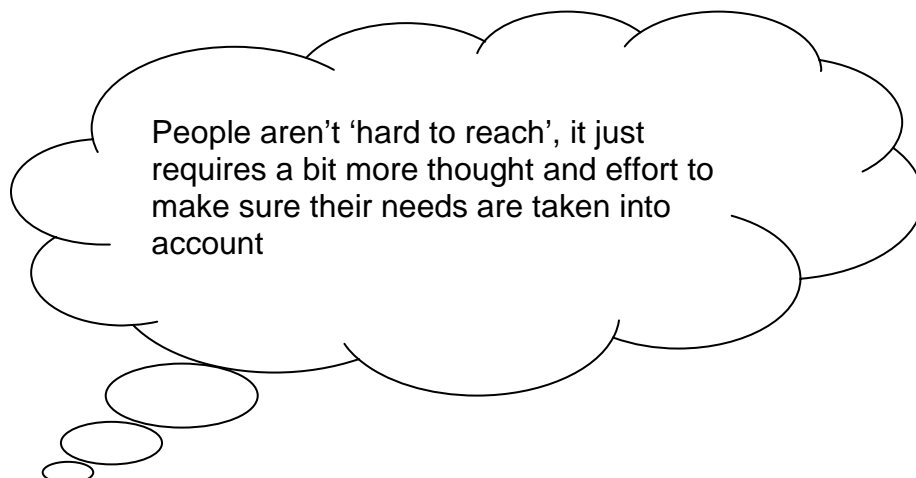 People aren’t ‘hard to reach’, it just
requires a bit more thought and effort to
make sure their needs are taken into
account